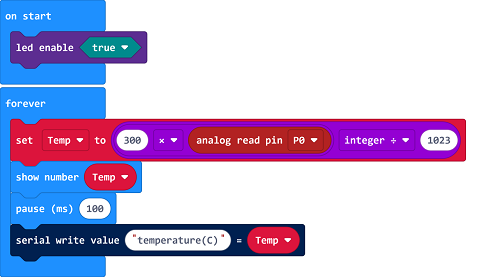 on start
led enable true
forever
set Temp to 300 × analog read pin P0 integer ÷ 1023
show number Temp
pause (ms) 100
serial write value "temperature(C)" = Temp